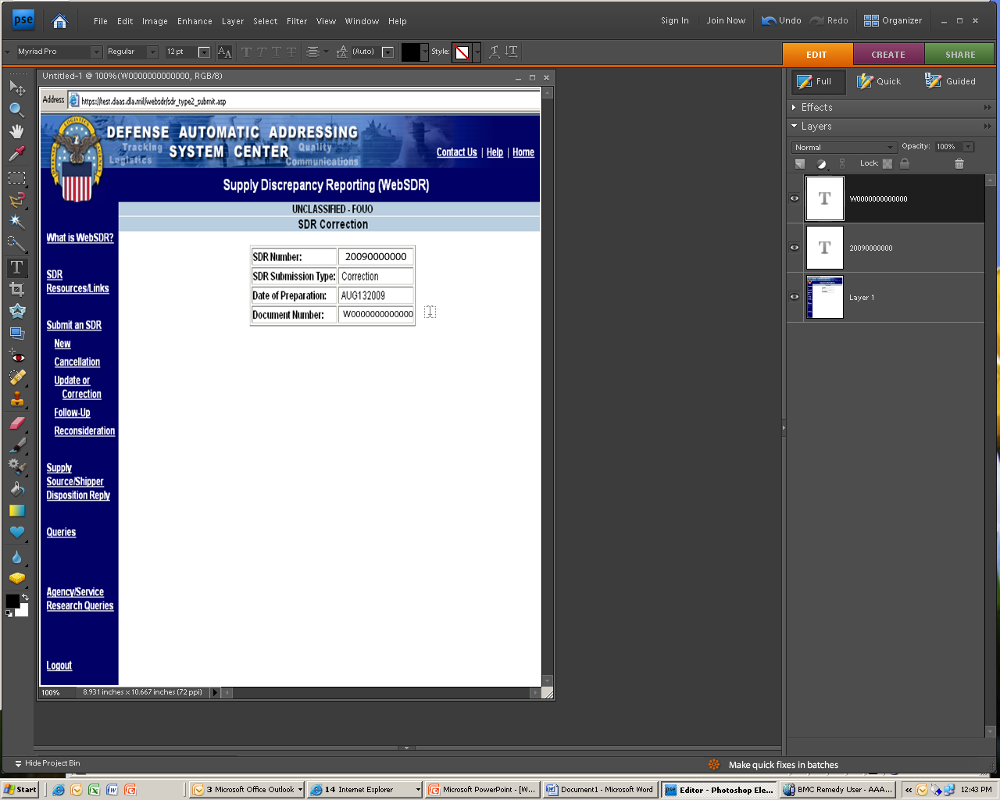 pse File Edit Image Enhance Layer Select Filter View Window Help Sign In Join Now Undo Redo Organizer
Myriad Pro Regular 12 pt (Auto) Style: EDIT CREATE SHARE
Untitled-1 @ 100%(W0000000000000, RGB/8)
Full Quick Guided
Address https://test.daas.dla.mil/websdr/sdr_type2_submit.asp
Effects
Layers
LOGISTICS
DEFENSE AUTOMATIC ADDRESSING
SYSTEM CENTER
Tracking Quality
Logistics Communications
Contact Us | Help | Home
Supply Discrepancy Reporting (WebSDR)
UNCLASSIFIED - FOUO
SDR Correction
What is WebSDR?
SDR
Resources/Links
Submit an SDR
New
Cancellation
Update or
Correction
Follow-Up
Reconsideration
Supply
Source/Shipper
Disposition Reply
Queries
Agency/Service
Research Queries
Logout
SDR Number: 20090000000
SDR Submission Type: Correction
Date of Preparation: AUG132009
Document Number: W0000000000000
Normal Opacity: 100%
Lock:
T W0000000000000
T 20090000000
Layer 1
100% 8.931 inches x 10.667 inches (72 ppi)
Hide Project Bin
Make quick fixes in batches
Start 3 Microsoft Office Outlook 14 Internet Explorer Microsoft PowerPoint - [W... Document1 - Microsoft Word pse Editor - Photoshop Ele... BMC Remedy User - AAA... « 12:43 PM